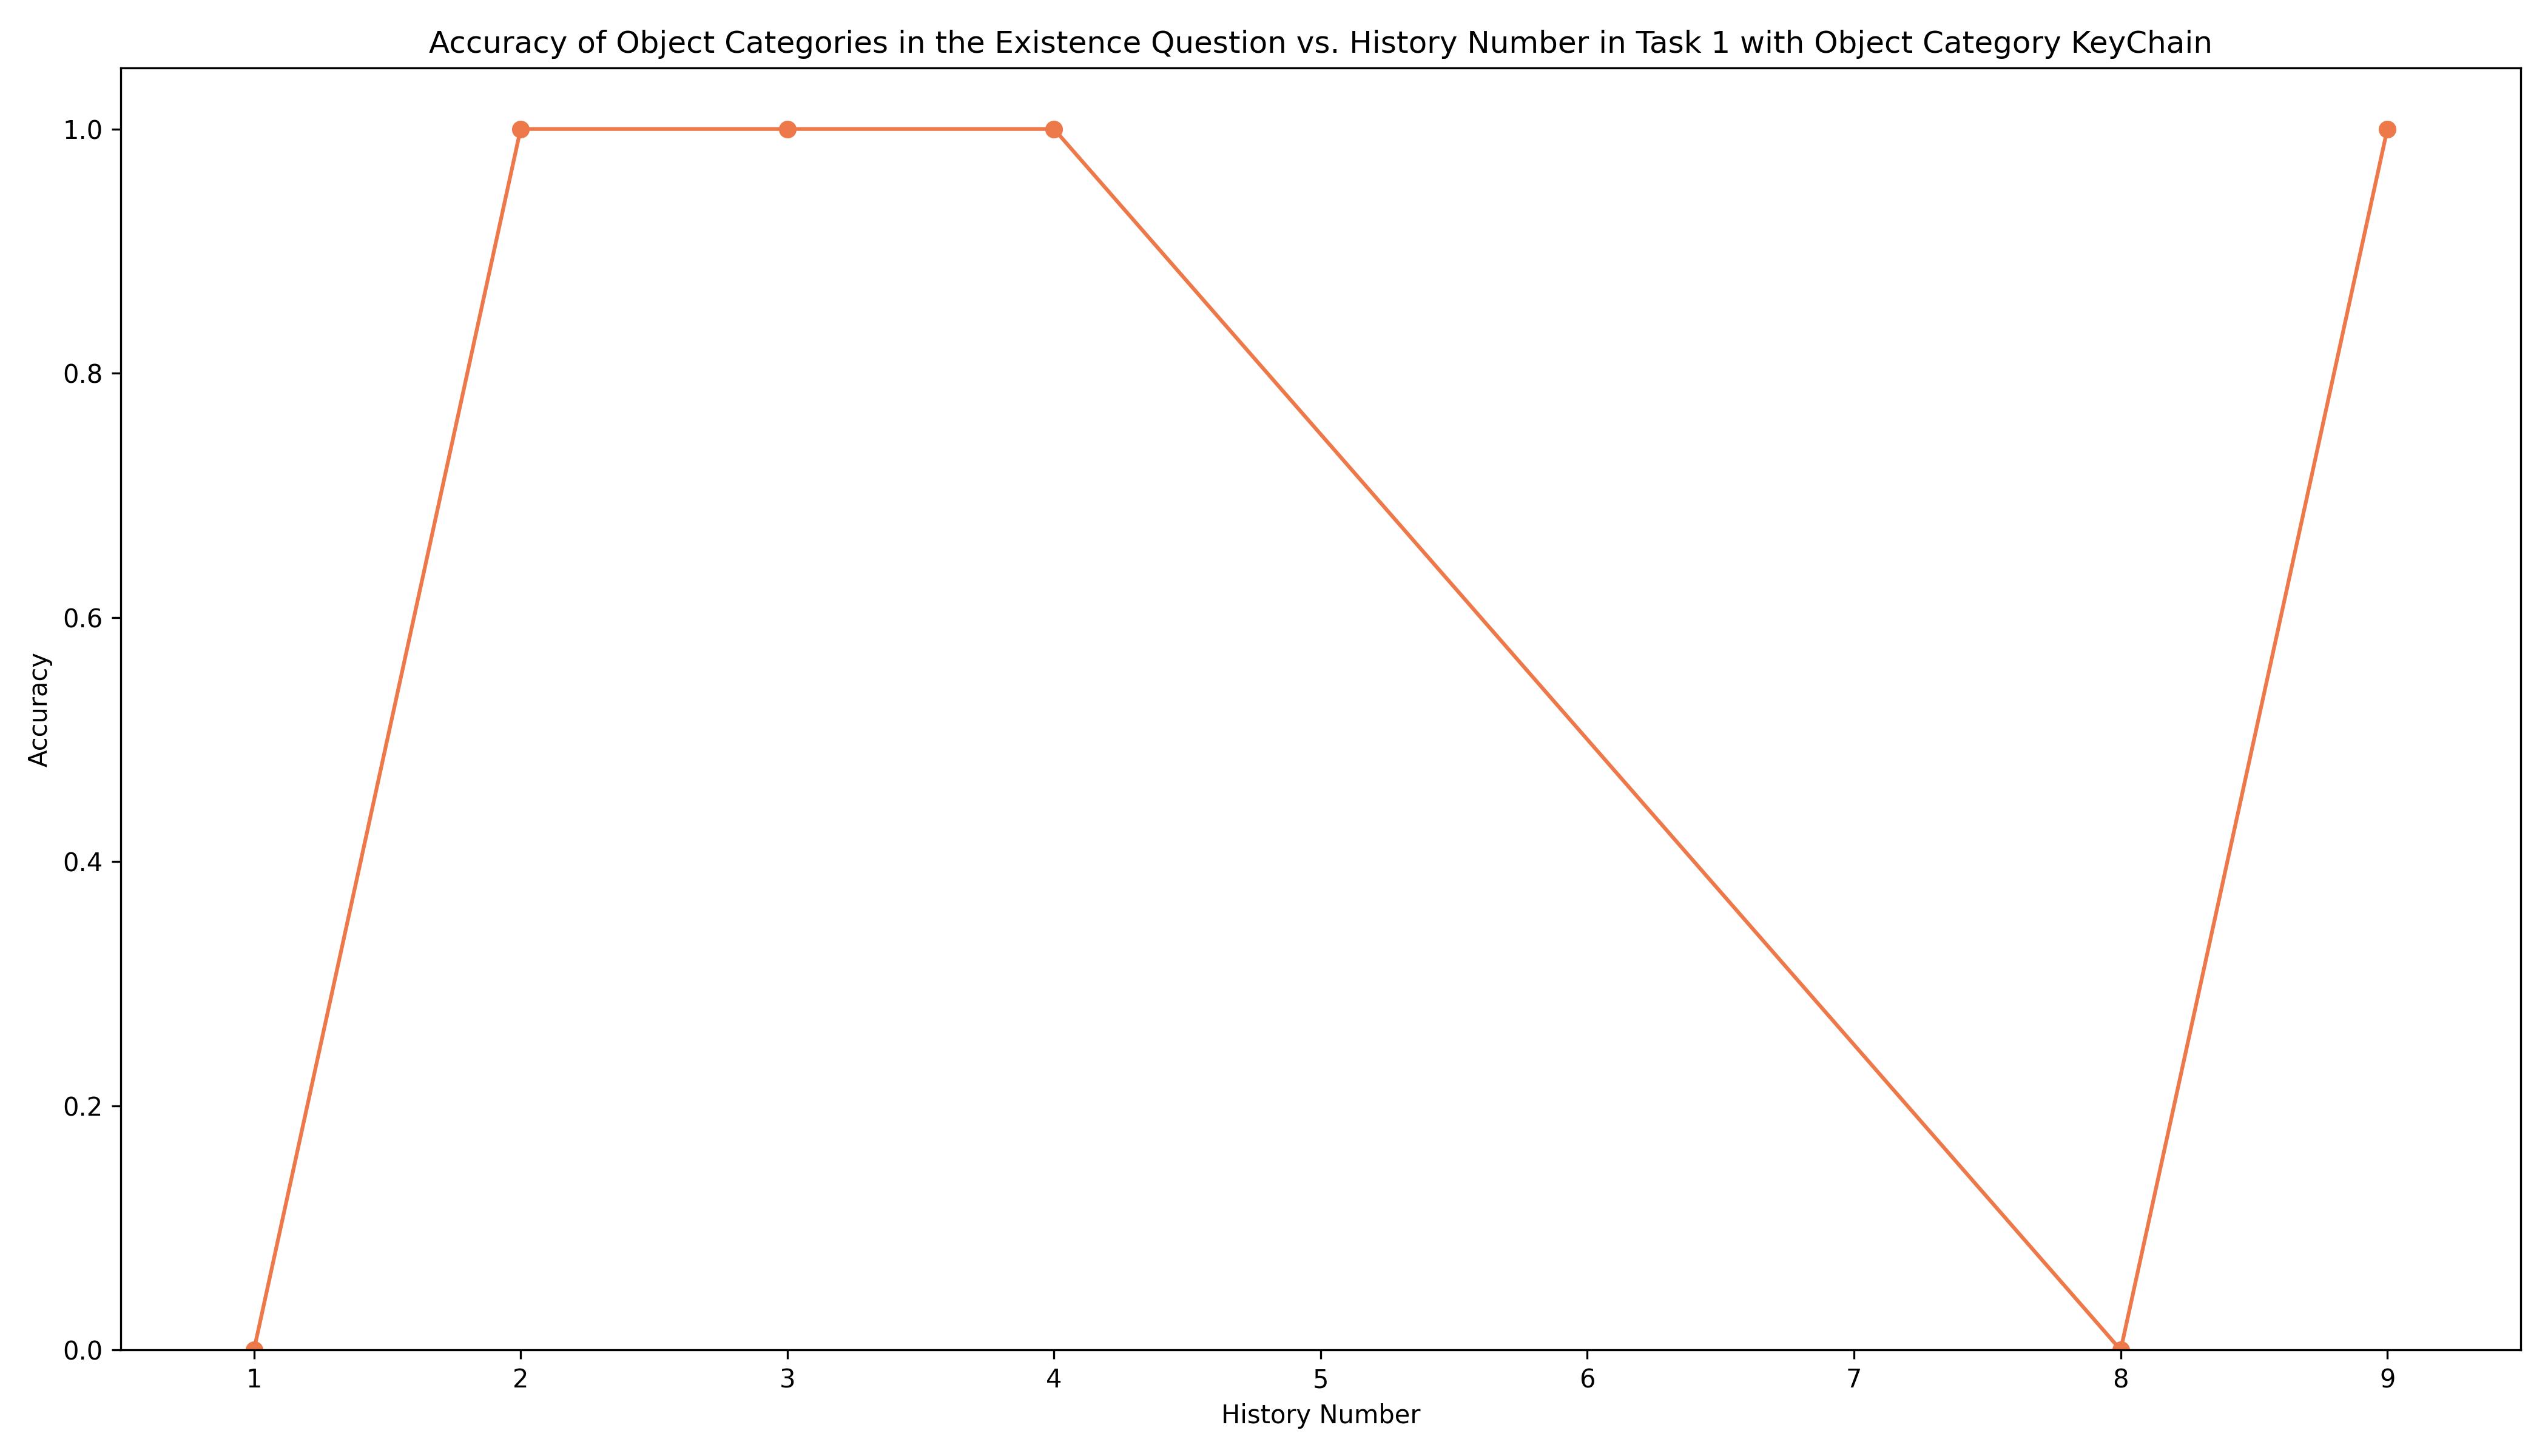 Accuracy of Object Categories in the Existence Question vs. History Number in Task 1 with Object Category KeyChain
1.0
0.8
0.6
0.4
0.2
0.0
Accuracy
1 2 3 4 5 6 7 8 9
History Number